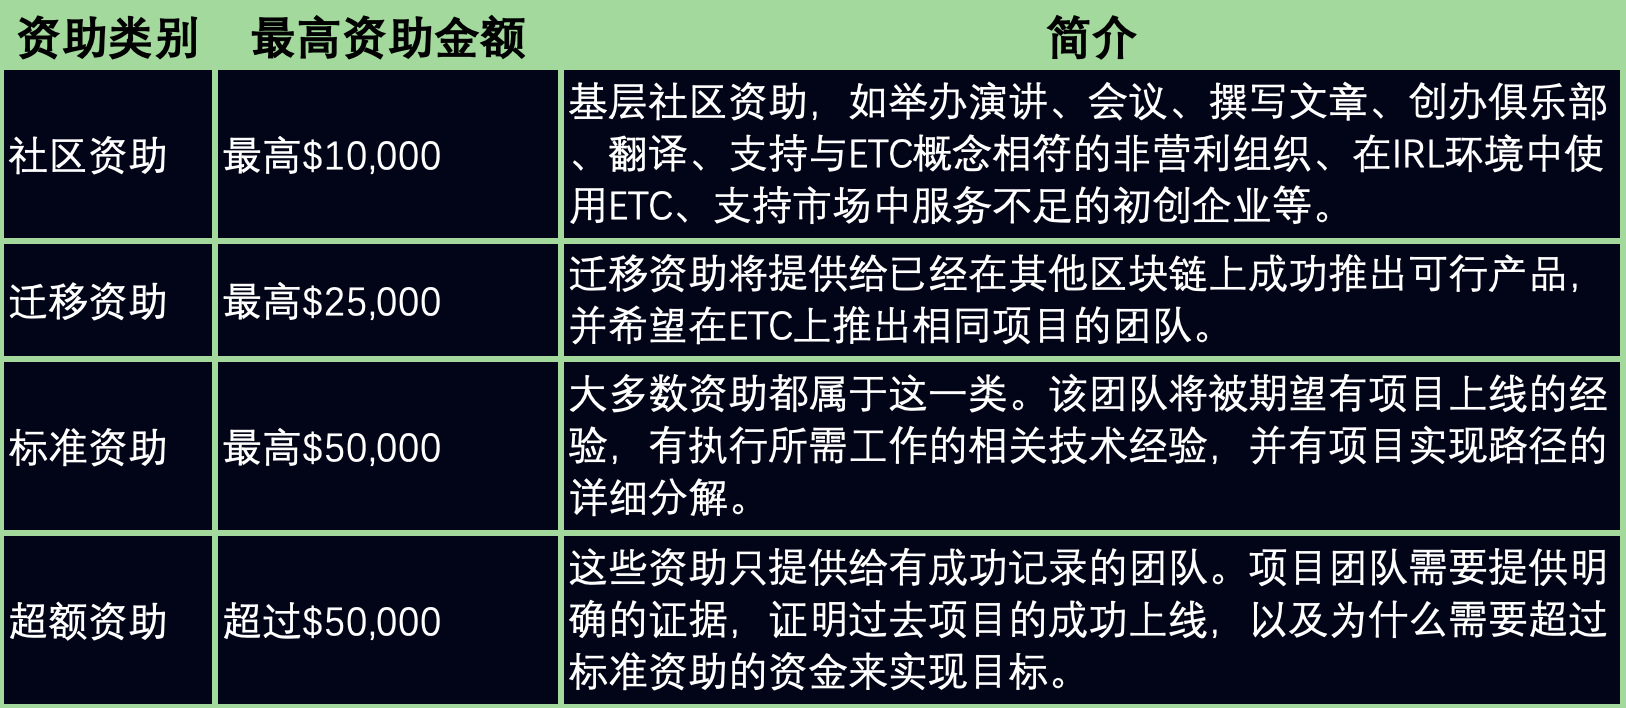 资助类别 最高资助金额 简介
社区资助 最高$10,000 基层社区资助，如举办演讲、会议、撰写文章、创办俱乐部
、翻译、支持与ETC概念相符的非营利组织、在IRL环境中使
用ETC、支持市场中服务不足的初创企业等。
迁移资助 最高$25,000 迁移资助将提供给已经在其他区块链上成功推出可行产品，
并希望在ETC上推出相同项目的团队。
标准资助 最高$50,000 大多数资助都属于这一类。该团队将被期望有项目上线的经
验，有执行所需工作的相关技术经验，并有项目实现路径的
详细分解。
超额资助 超过$50,000 这些资助只提供给有成功记录的团队。项目团队需要提供明
确的证据，证明过去项目的成功上线，以及为什么需要超过
标准资助的资金来实现目标。